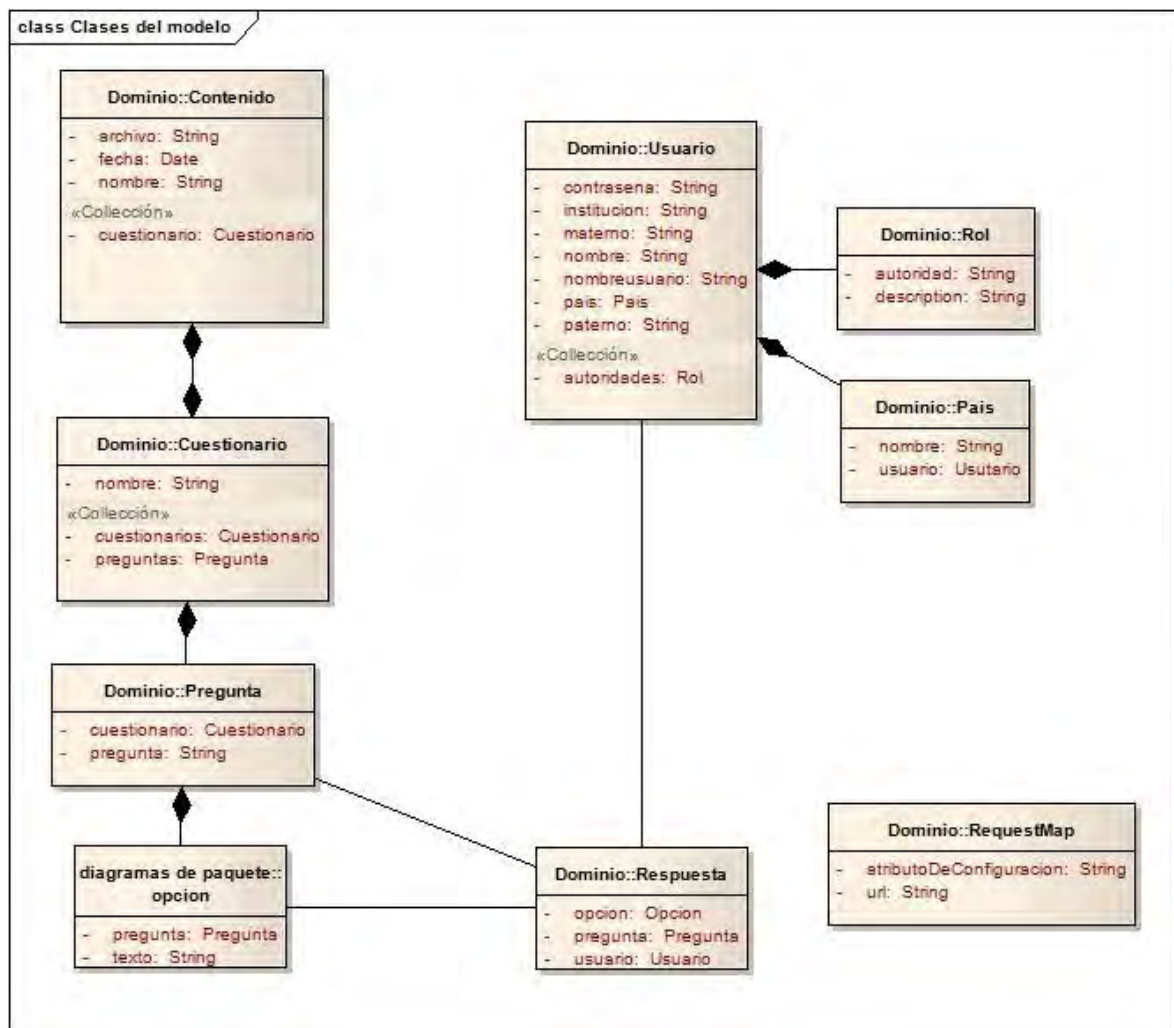 class Clases del modelo
Dominio::Contenido
- archivo: String
- fecha: Date
- nombre: String
«Collección»
- cuestionario: Cuestionario
Dominio::Cuestionario
- nombre: String
«Collección»
- cuestionarios: Cuestionario
- preguntas: Pregunta
Dominio::Pregunta
- cuestionario: Cuestionario
- pregunta: String
diagramas de paquete::
opcion
- pregunta: Pregunta
- texto: String
Dominio::Usuario
- contrasena: String
- institucion: String
- materno: String
- nombre: String
- nombreusuario: String
- pais: Pais
- paterno: String
«Collección»
- autoridades: Rol
Dominio::Rol
- autoridad: String
- description: String
Dominio::Pais
- nombre: String
- usuario: Usutario
Dominio::Respuesta
- opcion: Opcion
- pregunta: Pregunta
- usuario: Usuario
Dominio::RequestMap
- atributoDeConfiguracion: String
- url: String